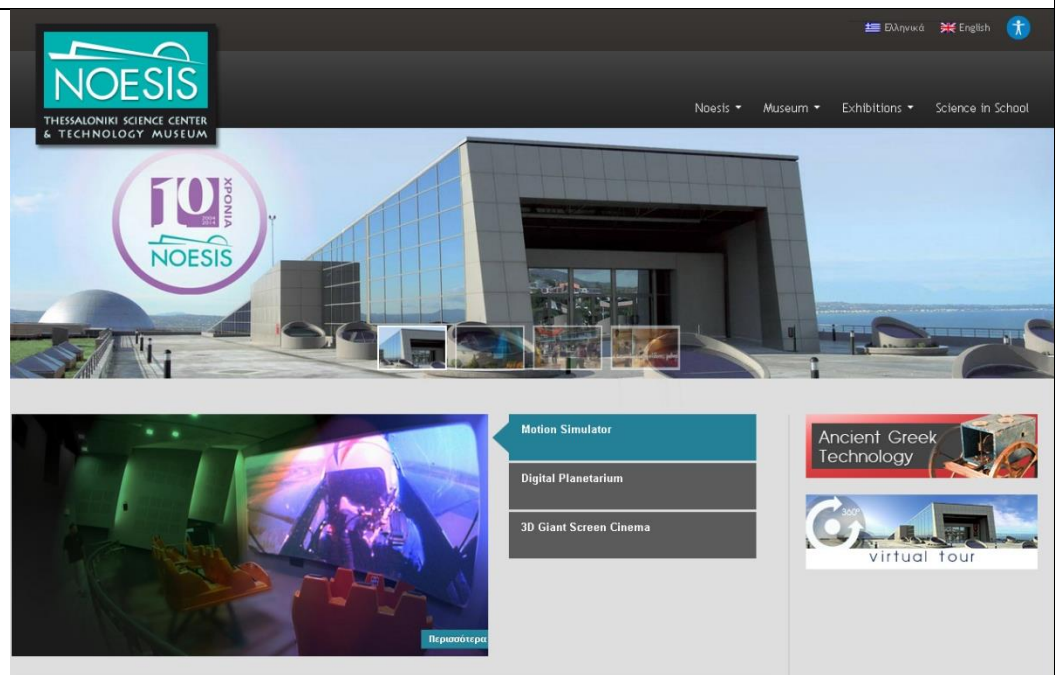 Ελληνικά English
NOESIS
THESSALONIKI SCIENCE CENTER
& TECHNOLOGY MUSEUM
Noesis Museum Exhibitions Science in School
10 ΧΡΟΝΙΑ
2004
2014
NOESIS
Motion Simulator
Digital Planetarium
3D Giant Screen Cinema
Περισσότερα
Ancient Greek
Technology
360°
virtual tour